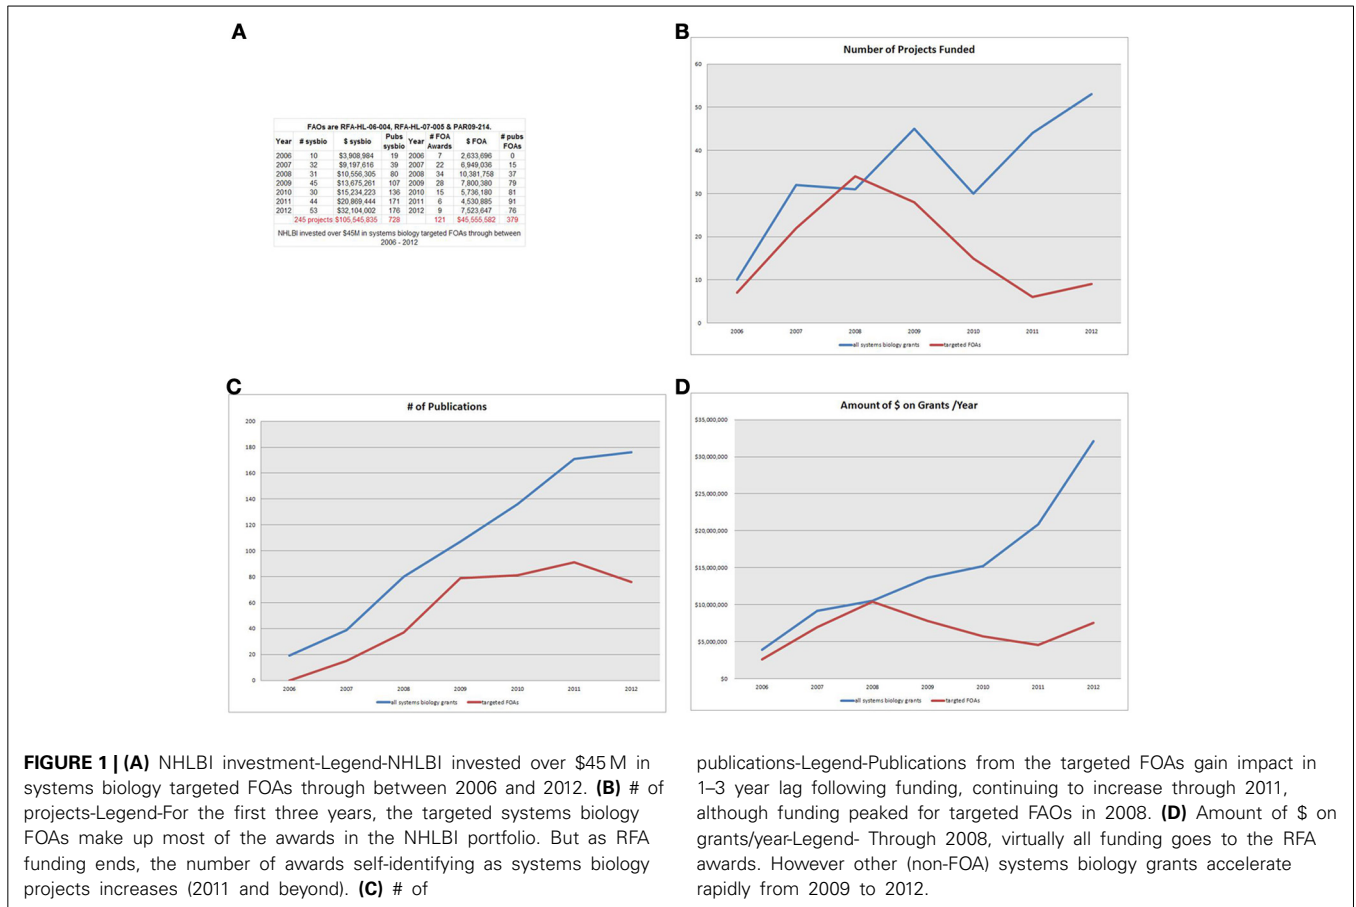 A
FAOs are RFA-HL-06-004, RFA-HL-07-005 & PAR09-214.
Year # sysbio $ sysbio Pubs sysbio Year # FOA Awards $ FOA # pubs FOAs
2006 10 $3,908,984 19 2006 7 2,633,696 0
2007 32 $9,197,616 39 2007 22 6,949,036 15
2008 31 $10,556,305 80 2008 34 10,381,758 37
2009 45 $13,675,261 107 2009 28 7,800,380 79
2010 30 $15,234,223 136 2010 15 5,736,180 81
2011 44 $20,869,444 171 2011 6 4,530,885 91
2012 53 $32,104,002 176 2012 9 7,523,647 76
245 projects $105,545,835 728 121 $45,555,582 379
NHLBI invested over $45M in systems biology targeted FOAs through between
2006 - 2012
B
Number of Projects Funded
60
50
40
30
20
10
0
2006 2007 2008 2009 2010 2011 2012
all systems biology grants targeted FOAs
C
# of Publications
200
180
160
140
120
100
80
60
40
20
0
2006 2007 2008 2009 2010 2011 2012
all systems biology grants targeted FOAs
D
Amount of $ on Grants /Year
$35,000,000
$30,000,000
$25,000,000
$20,000,000
$15,000,000
$10,000,000
$5,000,000
$0
2006 2007 2008 2009 2010 2011 2012
all systems biology grants targeted FOAs
FIGURE 1 | (A) NHLBI investment-Legend-NHLBI invested over $45 M in
systems biology targeted FOAs through between 2006 and 2012. (B) # of
projects-Legend-For the first three years, the targeted systems biology
FOAs make up most of the awards in the NHLBI portfolio. But as RFA
funding ends, the number of awards self-identifying as systems biology
projects increases (2011 and beyond). (C) # of
publications-Legend-Publications from the targeted FOAs gain impact in
1–3 year lag following funding, continuing to increase through 2011,
although funding peaked for targeted FAOs in 2008. (D) Amount of $ on
grants/year-Legend- Through 2008, virtually all funding goes to the RFA
awards. However other (non-FOA) systems biology grants accelerate
rapidly from 2009 to 2012.